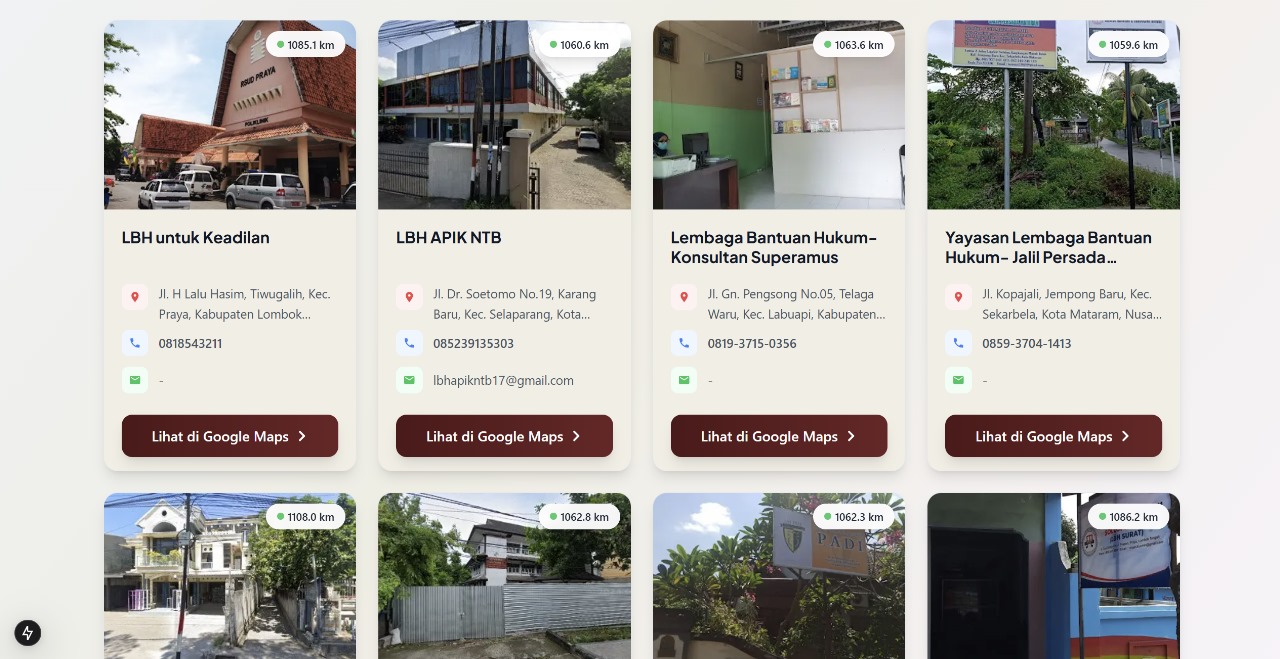 1085.1 km
RSUD PRAYA
POLIKLINIK
1060.6 km
1063.6 km
1059.6 km
LBH untuk Keadilan
Jl. H Lalu Hasim, Tiwugalih, Kec.
Praya, Kabupaten Lombok...
0818543211
-
Lihat di Google Maps
LBH APIK NTB
Jl. Dr. Soetomo No.19, Karang
Baru, Kec. Selaparang, Kota...
085239135303
lbhapikntb17@gmail.com
Lihat di Google Maps
Lembaga Bantuan Hukum-
Konsultan Superamus
Jl. Gn. Pengsong No.05, Telaga
Waru, Kec. Labuapi, Kabupaten...
0819-3715-0356
-
Lihat di Google Maps
Yayasan Lembaga Bantuan
Hukum- Jalil Persada...
Jl. Kopajali, Jempong Baru, Kec.
Sekarbela, Kota Mataram, Nusa...
0859-3704-1413
-
Lihat di Google Maps
1108.0 km
1062.8 km
1062.3 km
PADI
1086.2 km